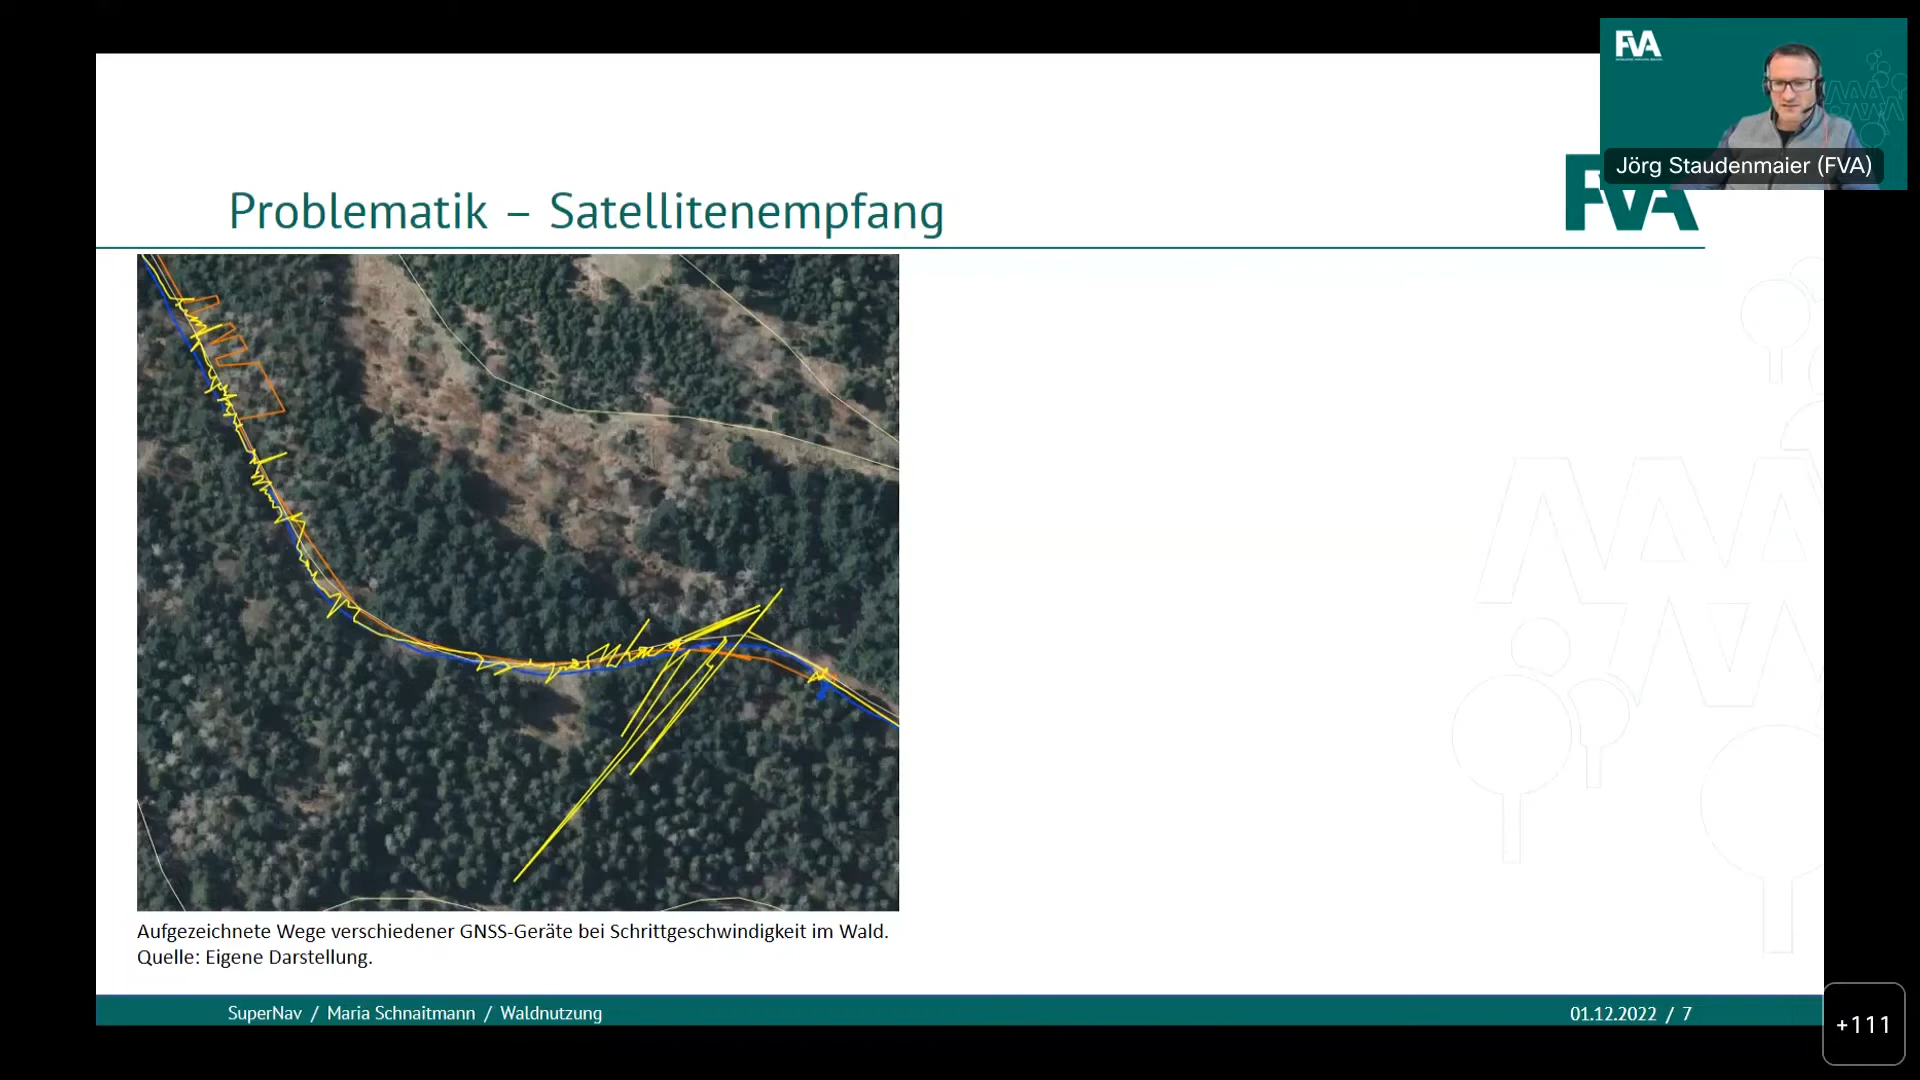 FVA
Jörg Staudenmaier (FVA)
FVA
Problematik – Satellitenempfang
Aufgezeichnete Wege verschiedener GNSS-Geräte bei Schrittgeschwindigkeit im Wald.
Quelle: Eigene Darstellung.
SuperNav / Maria Schnaitmann / Waldnutzung
01.12.2022 / 7
+111